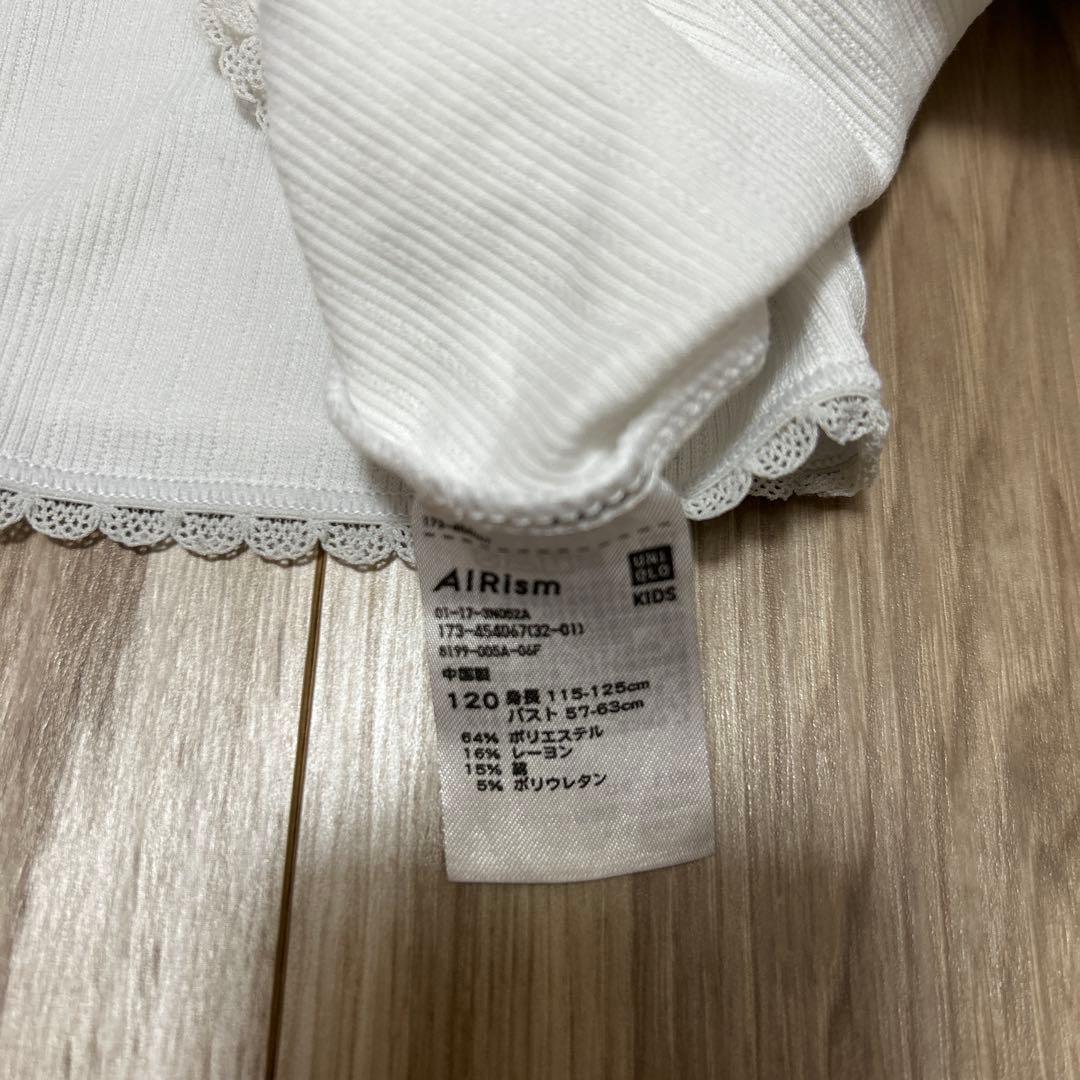 AIRism
UNI
QLO
KIDS
01-17-3N052A
173-454067(32-01)
8199-005A-06F
中国製
120 身長 115-125cm
バスト 57-63cm
64% ポリエステル
16% レーヨン
15% 綿
5% ポリウレタン